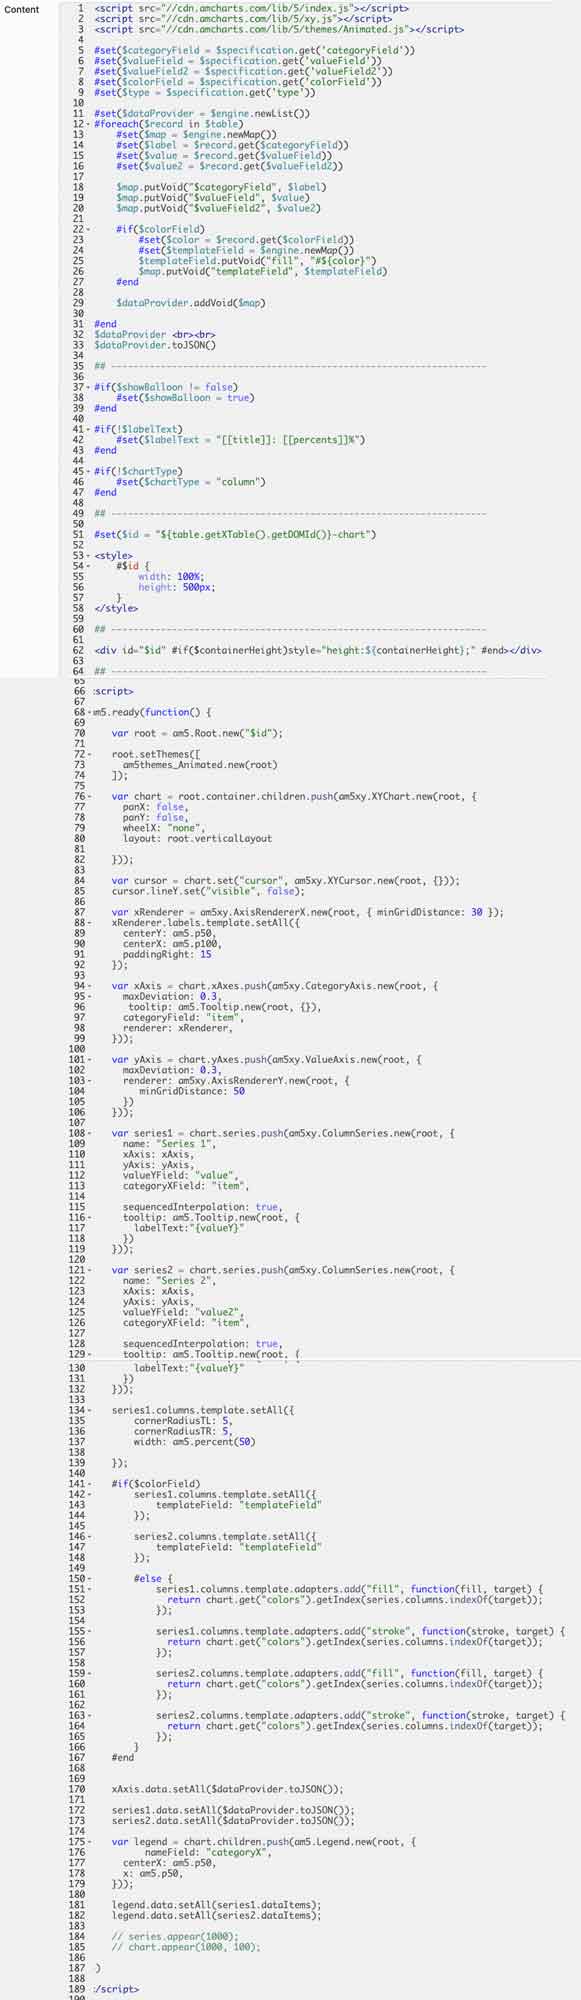 Content
1 <script src="//cdn.amcharts.com/lib/5/index.js"></script>
2 <script src="//cdn.amcharts.com/lib/5/xy.js"></script>
3 <script src="//cdn.amcharts.com/lib/5/themes/Animated.js"></script>
4
5 #set($categoryField = $specification.get('categoryField'))
6 #set($valueField = $specification.get('valueField'))
7 #set($valueField2 = $specification.get('valueField2'))
8 #set($colorField = $specification.get('colorField'))
9 #set($type = $specification.get('type'))
10
11 #set($dataProvider = $engine.newList())
12 #foreach($record in $table)
13 #set($map = $engine.newMap())
14 #set($label = $record.get($categoryField))
15 #set($value = $record.get($valueField))
16 #set($value2 = $record.get($valueField2))
17
18 $map.putVoid("$categoryField", $label)
19 $map.putVoid("$valueField", $value)
20 $map.putVoid("$valueField2", $value2)
21
22 #if($colorField)
23 #set($color = $record.get($colorField))
24 #set($templateField = $engine.newMap())
25 $templateField.putVoid("fill", "#${color}")
26 $map.putVoid("templateField", $templateField)
27 #end
28
29 $dataProvider.addVoid($map)
30
31 #end
32 $dataProvider <br><br>
33 $dataProvider.toJSON()
34
35 ## --------------------------------------------------------------------
36
37 #if($showBalloon != false)
38 #set($showBalloon = true)
39 #end
40
41 #if(!$labelText)
42 #set($labelText = "[[title]]: [[percents]]%")
43 #end
44
45 #if(!$chartType)
46 #set($chartType = "column")
47 #end
48
49 ## --------------------------------------------------------------------
50
51 #set($id = "${table.getXTable().getDOMId()}-chart")
52
53 <style>
54 #$id {
55 width: 100%;
56 height: 500px;
57 }
58 </style>
59
60 ## --------------------------------------------------------------------
61
62 <div id="$id" #if($containerHeight)style="height:${containerHeight};" #end></div>
63
64 ## --------------------------------------------------------------------
65
66 :script>
67
68 am5.ready(function() {
69
70 var root = am5.Root.new("$id");
71
72 root.setThemes([
73 am5themes_Animated.new(root)
74 ]);
75
76 var chart = root.container.children.push(am5xy.XYChart.new(root, {
77 panX: false,
78 panY: false,
79 wheelX: "none",
80 layout: root.verticalLayout
81
82 }));
83
84 var cursor = chart.set("cursor", am5xy.XYCursor.new(root, {}));
85 cursor.lineY.set("visible", false);
86
87 var xRenderer = am5xy.AxisRendererX.new(root, { minGridDistance: 30 });
88 xRenderer.labels.template.setAll({
89 centerY: am5.p50,
90 centerX: am5.p100,
91 paddingRight: 15
92 });
93
94 var xAxis = chart.xAxes.push(am5xy.CategoryAxis.new(root, {
95 maxDeviation: 0.3,
96 tooltip: am5.Tooltip.new(root, {}),
97 categoryField: "item",
98 renderer: xRenderer,
99 }));
100
101 var yAxis = chart.yAxes.push(am5xy.ValueAxis.new(root, {
102 maxDeviation: 0.3,
103 renderer: am5xy.AxisRendererY.new(root, {
104 minGridDistance: 50
105 })
106 }));
107
108 var series1 = chart.series.push(am5xy.ColumnSeries.new(root, {
109 name: "Series 1",
110 xAxis: xAxis,
111 yAxis: yAxis,
112 valueYField: "value",
113 categoryXField: "item",
114
115 sequencedInterpolation: true,
116 tooltip: am5.Tooltip.new(root, {
117 labelText:"{valueY}"
118 })
119 }));
120
121 var series2 = chart.series.push(am5xy.ColumnSeries.new(root, {
122 name: "Series 2",
123 xAxis: xAxis,
124 yAxis: yAxis,
125 valueYField: "value2",
126 categoryXField: "item",
127
128 sequencedInterpolation: true,
129 tooltip: am5.Tooltip.new(root, {
130 labelText:"{valueY}"
131 })
132 }));
133
134 series1.columns.template.setAll({
135 cornerRadiusTL: 5,
136 cornerRadiusTR: 5,
137 width: am5.percent(50)
138
139 });
140
141 #if($colorField)
142 series1.columns.template.setAll({
143 templateField: "templateField"
144 });
145
146 series2.columns.template.setAll({
147 templateField: "templateField"
148 });
149
150 #else {
151 series1.columns.template.adapters.add("fill", function(fill, target) {
152 return chart.get("colors").getIndex(series.columns.indexOf(target));
153 });
154
155 series1.columns.template.adapters.add("stroke", function(stroke, target) {
156 return chart.get("colors").getIndex(series.columns.indexOf(target));
157 });
158
159 series2.columns.template.adapters.add("fill", function(fill, target) {
160 return chart.get("colors").getIndex(series.columns.indexOf(target));
161 });
162
163 series2.columns.template.adapters.add("stroke", function(stroke, target) {
164 return chart.get("colors").getIndex(series.columns.indexOf(target));
165 });
166 }
167 #end
168
169
170 xAxis.data.setAll($dataProvider.toJSON());
171
172 series1.data.setAll($dataProvider.toJSON());
173 series2.data.setAll($dataProvider.toJSON());
174
175 var legend = chart.children.push(am5.Legend.new(root, {
176 nameField: "categoryX",
177 centerX: am5.p50,
178 x: am5.p50,
179 }));
180
181 legend.data.setAll(series1.dataItems);
182 legend.data.setAll(series2.dataItems);
183
184 // series.appear(1000);
185 // chart.appear(1000, 100);
186
187 )
188
189 :/script>
190